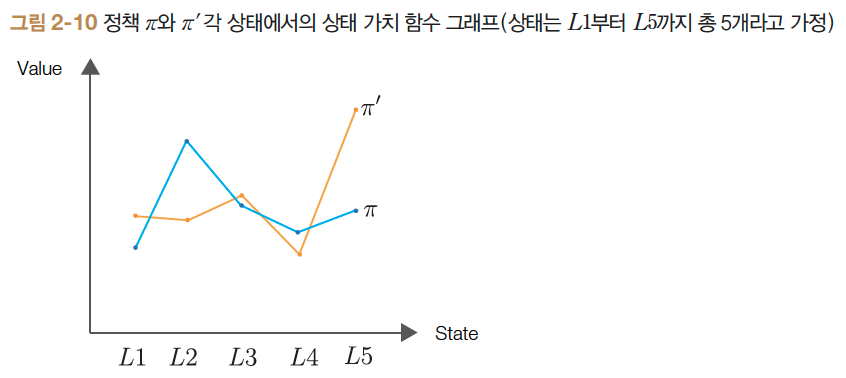 그림 2-10 정책 π와 π′ 각 상태에서의 상태 가치 함수 그래프(상태는 L1부터 L5까지 총 5개라고 가정)
Value
π′
π
State
L1 L2 L3 L4 L5